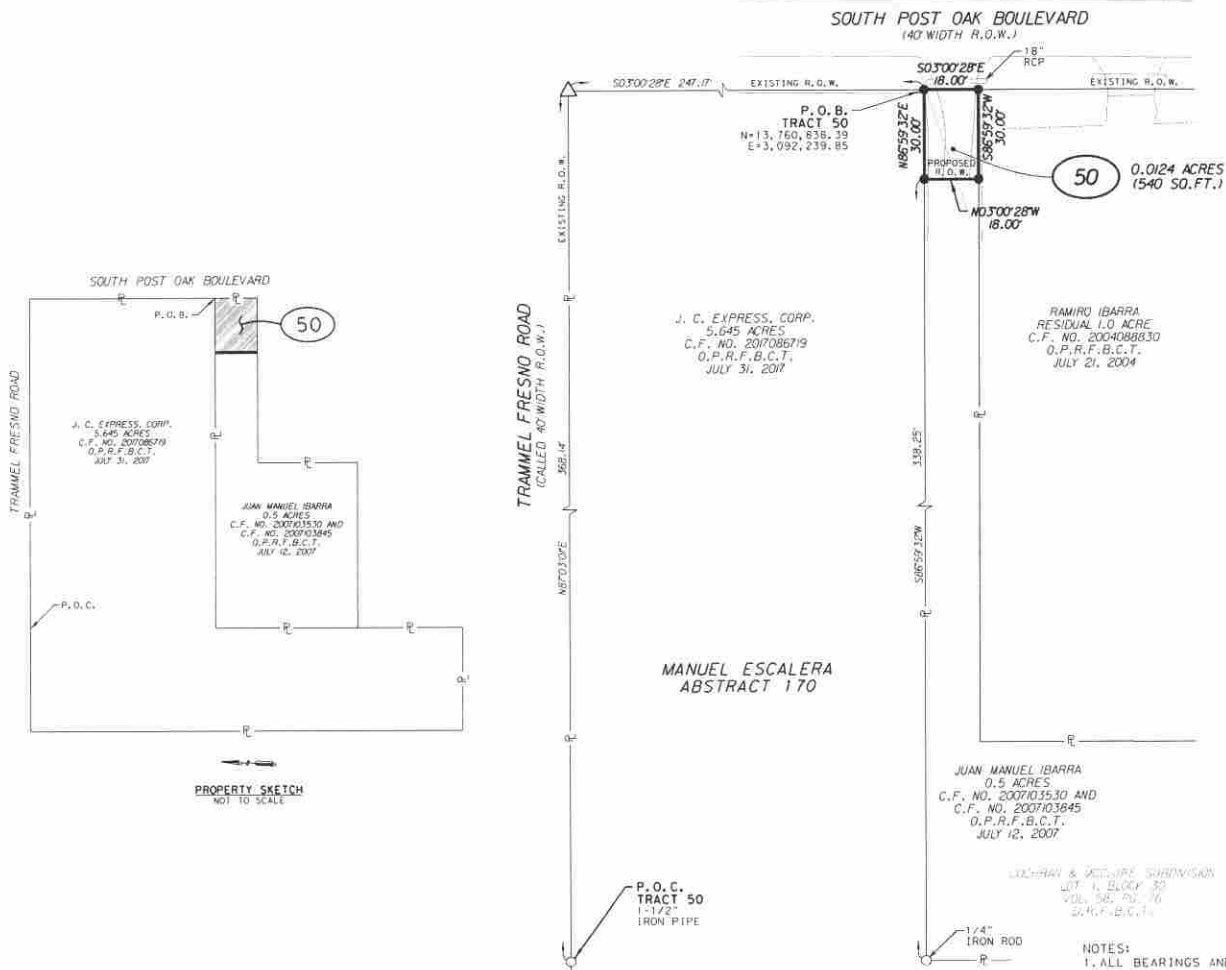 SOUTH POST OAK BOULEVARD
(40' WIDTH R.O.W.)
18"
RCP
S03°00'28"E
18.00'
S03°00'28"E 247.17'
EXISTING R.O.W.
EXISTING R.O.W.
P.O.B.
TRACT 50
N=13,760,838.39
E=3,092,239.85
N86°59'32"E
30.00'
S86°59'32"W
30.00'
PROPOSED
R.O.W.
50
0.0124 ACRES
(540 SQ.FT.)
N03°00'28"W
18.00'
EXISTING R.O.W.
TRAMMEL FRESNO ROAD
(CALLED 40' WIDTH R.O.W.)
368.14'
N87°03'01"E
J. C. EXPRESS, CORP.
5.645 ACRES
C.F. NO. 2017086719
O.P.R.F.B.C.T.
JULY 31, 2017
RAMIRO IBARRA
RESIDUAL 1.0 ACRE
C.F. NO. 2004088830
O.P.R.F.B.C.T.
JULY 21, 2004
338.25'
S86°59'32"W
MANUEL ESCALERA
ABSTRACT 170
JUAN MANUEL IBARRA
0.5 ACRES
C.F. NO. 2007103530 AND
C.F. NO. 2007103845
O.P.R.F.B.C.T.
JULY 12, 2007
COCHRAN & MCCLURE SUBDIVISION
LOT 1, BLOCK 30
VOL. 58, PG. 76
D.R.F.B.C.T.
P.O.C.
TRACT 50
1-1/2"
IRON PIPE
1/4"
IRON ROD
NOTES:
1. ALL BEARINGS AN
SOUTH POST OAK BOULEVARD
P.O.B.
50
TRAMMEL FRESNO ROAD
J. C. EXPRESS, CORP.
5.645 ACRES
C.F. NO. 2017086719
O.P.R.F.B.C.T.
JULY 31, 2017
JUAN MANUEL IBARRA
0.5 ACRES
C.F. NO. 2007103530 AND
C.F. NO. 2007103845
O.P.R.F.B.C.T.
JULY 12, 2007
P.O.C.
PROPERTY SKETCH
NOT TO SCALE